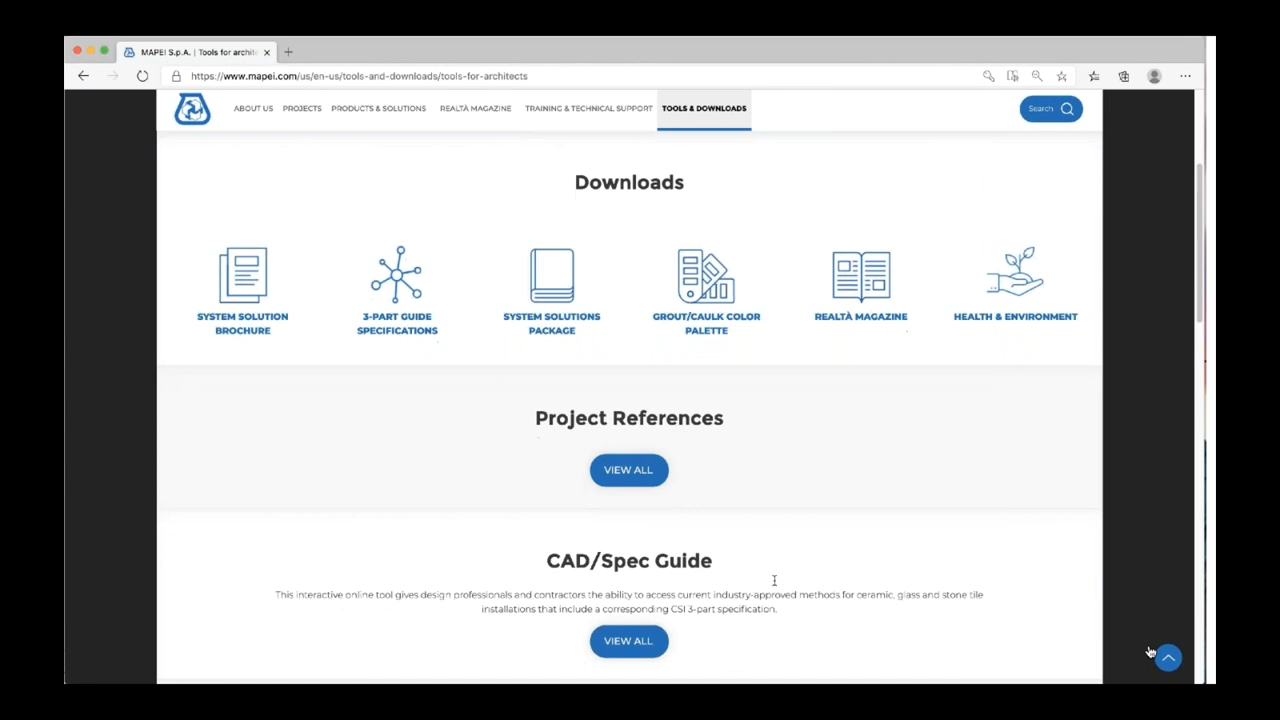 MAPEI S.p.A. | Tools for archit
https://www.mapei.com/us/en-us/tools-and-downloads/tools-for-architects
ABOUT US PROJECTS PRODUCTS & SOLUTIONS REALTÀ MAGAZINE TRAINING & TECHNICAL SUPPORT TOOLS & DOWNLOADS Search
Downloads
SYSTEM SOLUTION BROCHURE
3-PART GUIDE SPECIFICATIONS
SYSTEM SOLUTIONS PACKAGE
GROUT/CAULK COLOR PALETTE
REALTÀ MAGAZINE
HEALTH & ENVIRONMENT
Project References
VIEW ALL
CAD/Spec Guide
This interactive online tool gives design professionals and contractors the ability to access current industry-approved methods for ceramic, glass and stone tile
installations that include a corresponding CSI 3-part specification.
VIEW ALL